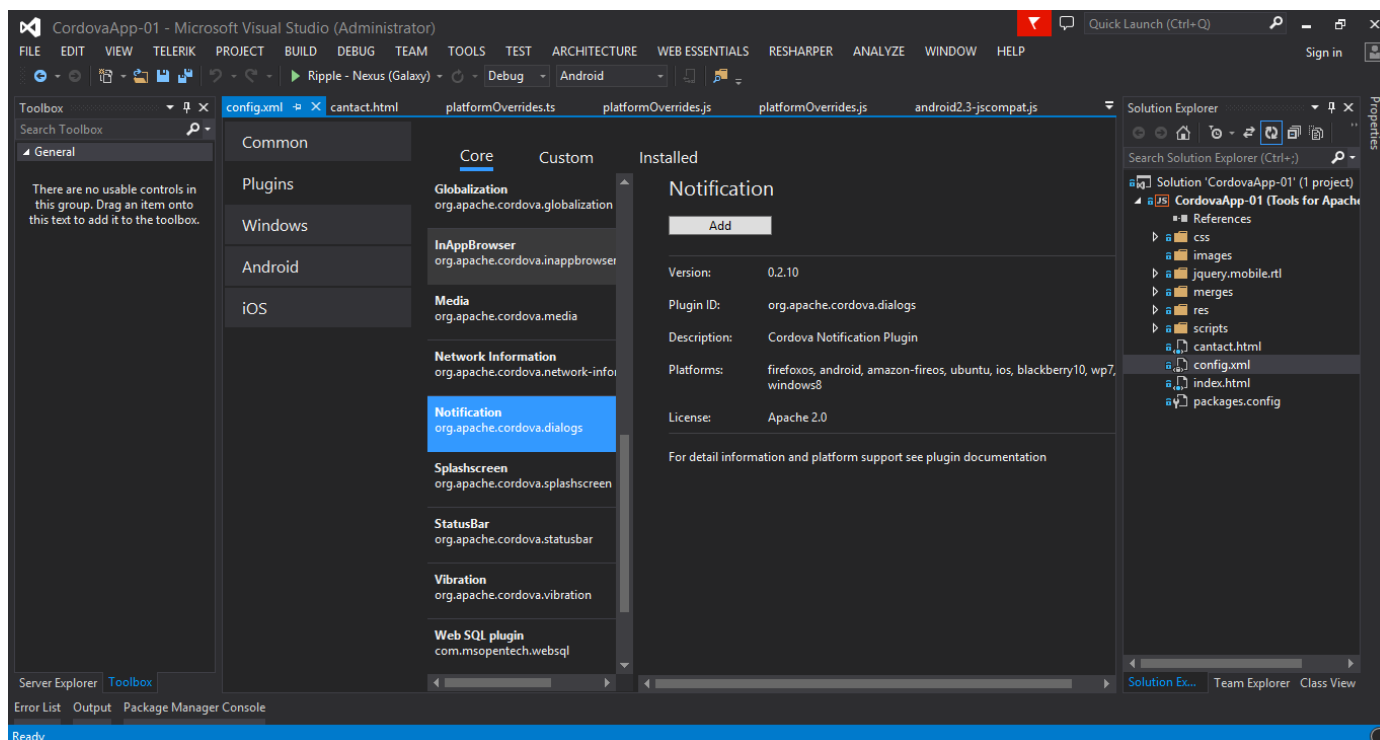 CordovaApp-01 - Microsoft Visual Studio (Administrator)
Quick Launch (Ctrl+Q)
FILE EDIT VIEW TELERIK PROJECT BUILD DEBUG TEAM TOOLS TEST ARCHITECTURE WEB ESSENTIALS RESHARPER ANALYZE WINDOW HELP
Sign in
Ripple - Nexus (Galaxy) Debug Android
Toolbox
Search Toolbox
General
There are no usable controls in
this group. Drag an item onto
this text to add it to the toolbox.
Server Explorer Toolbox
config.xml cantact.html platformOverrides.ts platformOverrides.js platformOverrides.js android2.3-jscompat.js
Common
Plugins
Windows
Android
iOS
Core Custom Installed
Globalization
org.apache.cordova.globalization
InAppBrowser
org.apache.cordova.inappbrowser
Media
org.apache.cordova.media
Network Information
org.apache.cordova.network-infor
Notification
org.apache.cordova.dialogs
Splashscreen
org.apache.cordova.splashscreen
StatusBar
org.apache.cordova.statusbar
Vibration
org.apache.cordova.vibration
Web SQL plugin
com.msopentech.websql
Notification
Add
Version: 0.2.10
Plugin ID: org.apache.cordova.dialogs
Description: Cordova Notification Plugin
Platforms: firefoxos, android, amazon-fireos, ubuntu, ios, blackberry10, wp7,
windows8
License: Apache 2.0
For detail information and platform support see plugin documentation
Solution Explorer
Search Solution Explorer (Ctrl+;)
Solution 'CordovaApp-01' (1 project)
JS CordovaApp-01 (Tools for Apache
References
css
images
jquery.mobile.rtl
merges
res
scripts
cantact.html
config.xml
index.html
packages.config
Solution Ex... Team Explorer Class View
Properties
Error List Output Package Manager Console
Ready